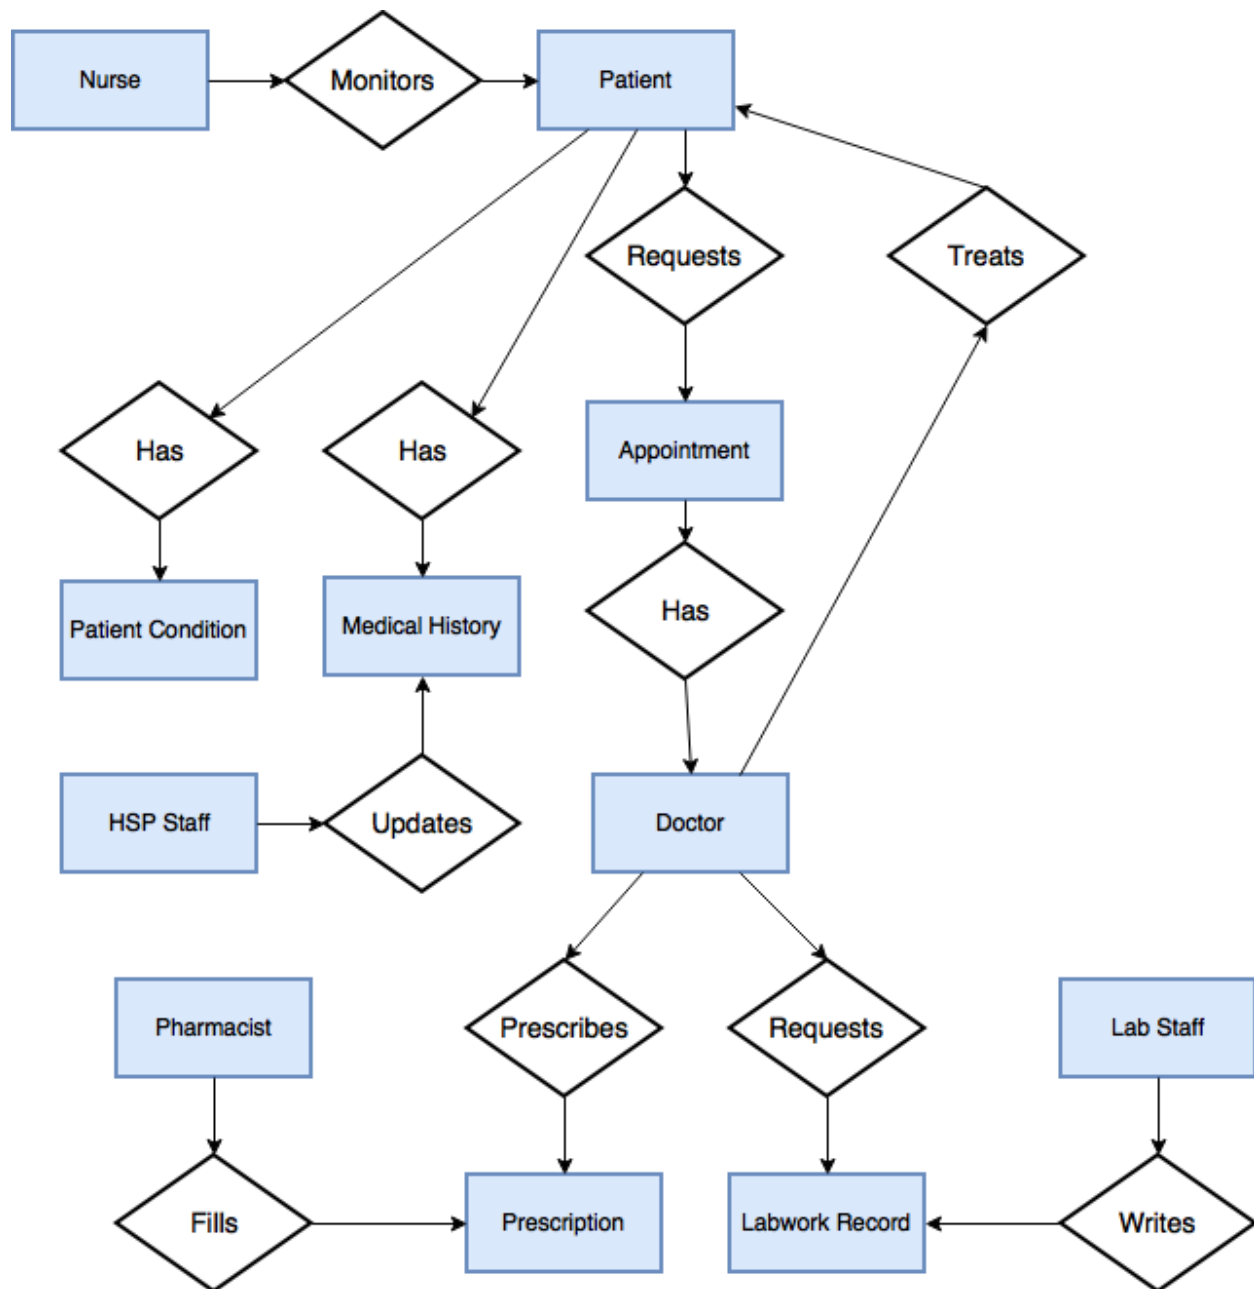 Nurse
Monitors
Patient
Requests
Treats
Has
Has
Appointment
Patient Condition
Medical History
Has
HSP Staff
Updates
Doctor
Pharmacist
Prescribes
Requests
Lab Staff
Fills
Prescription
Labwork Record
Writes